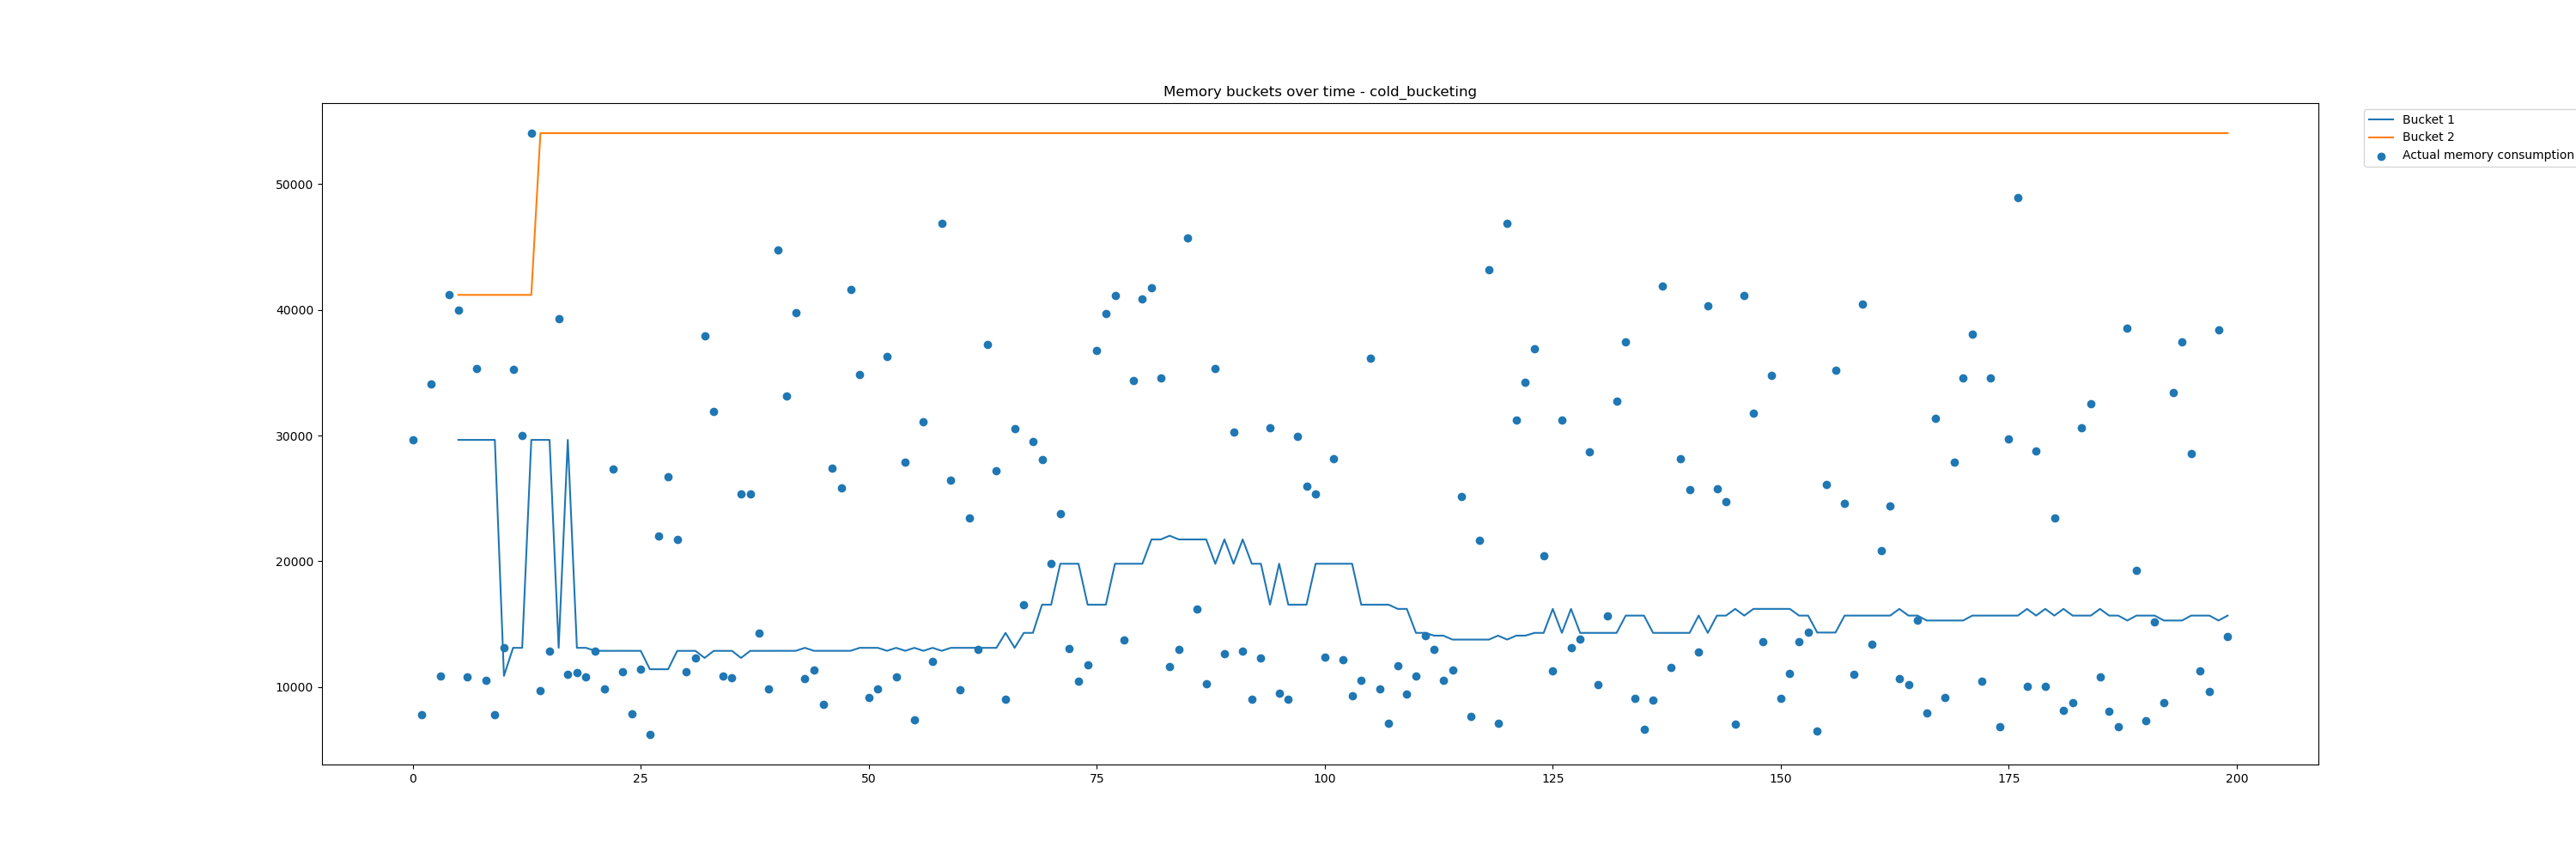 Memory buckets over time - cold_bucketing
Bucket 1
Bucket 2
Actual memory consumption
50000
40000
30000
20000
10000
0 25 50 75 100 125 150 175 200